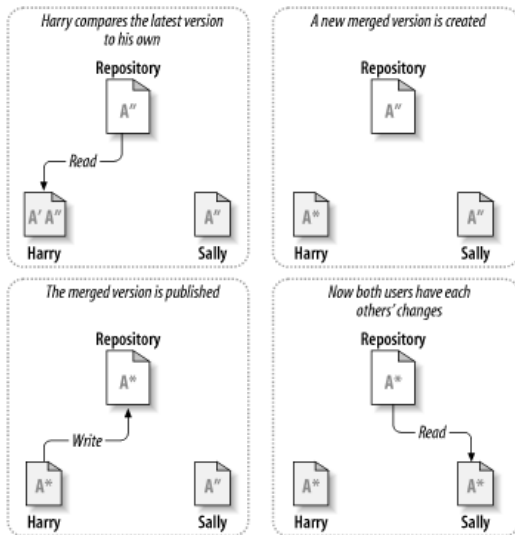 Harry compares the latest version
to his own
Repository
A″
Read
A′ A″
A″
Harry
Sally
A new merged version is created
Repository
A″
A*
A″
Harry
Sally
The merged version is published
Repository
A*
Write
A*
A″
Harry
Sally
Now both users have each
others’ changes
Repository
A*
Read
A*
A*
Harry
Sally